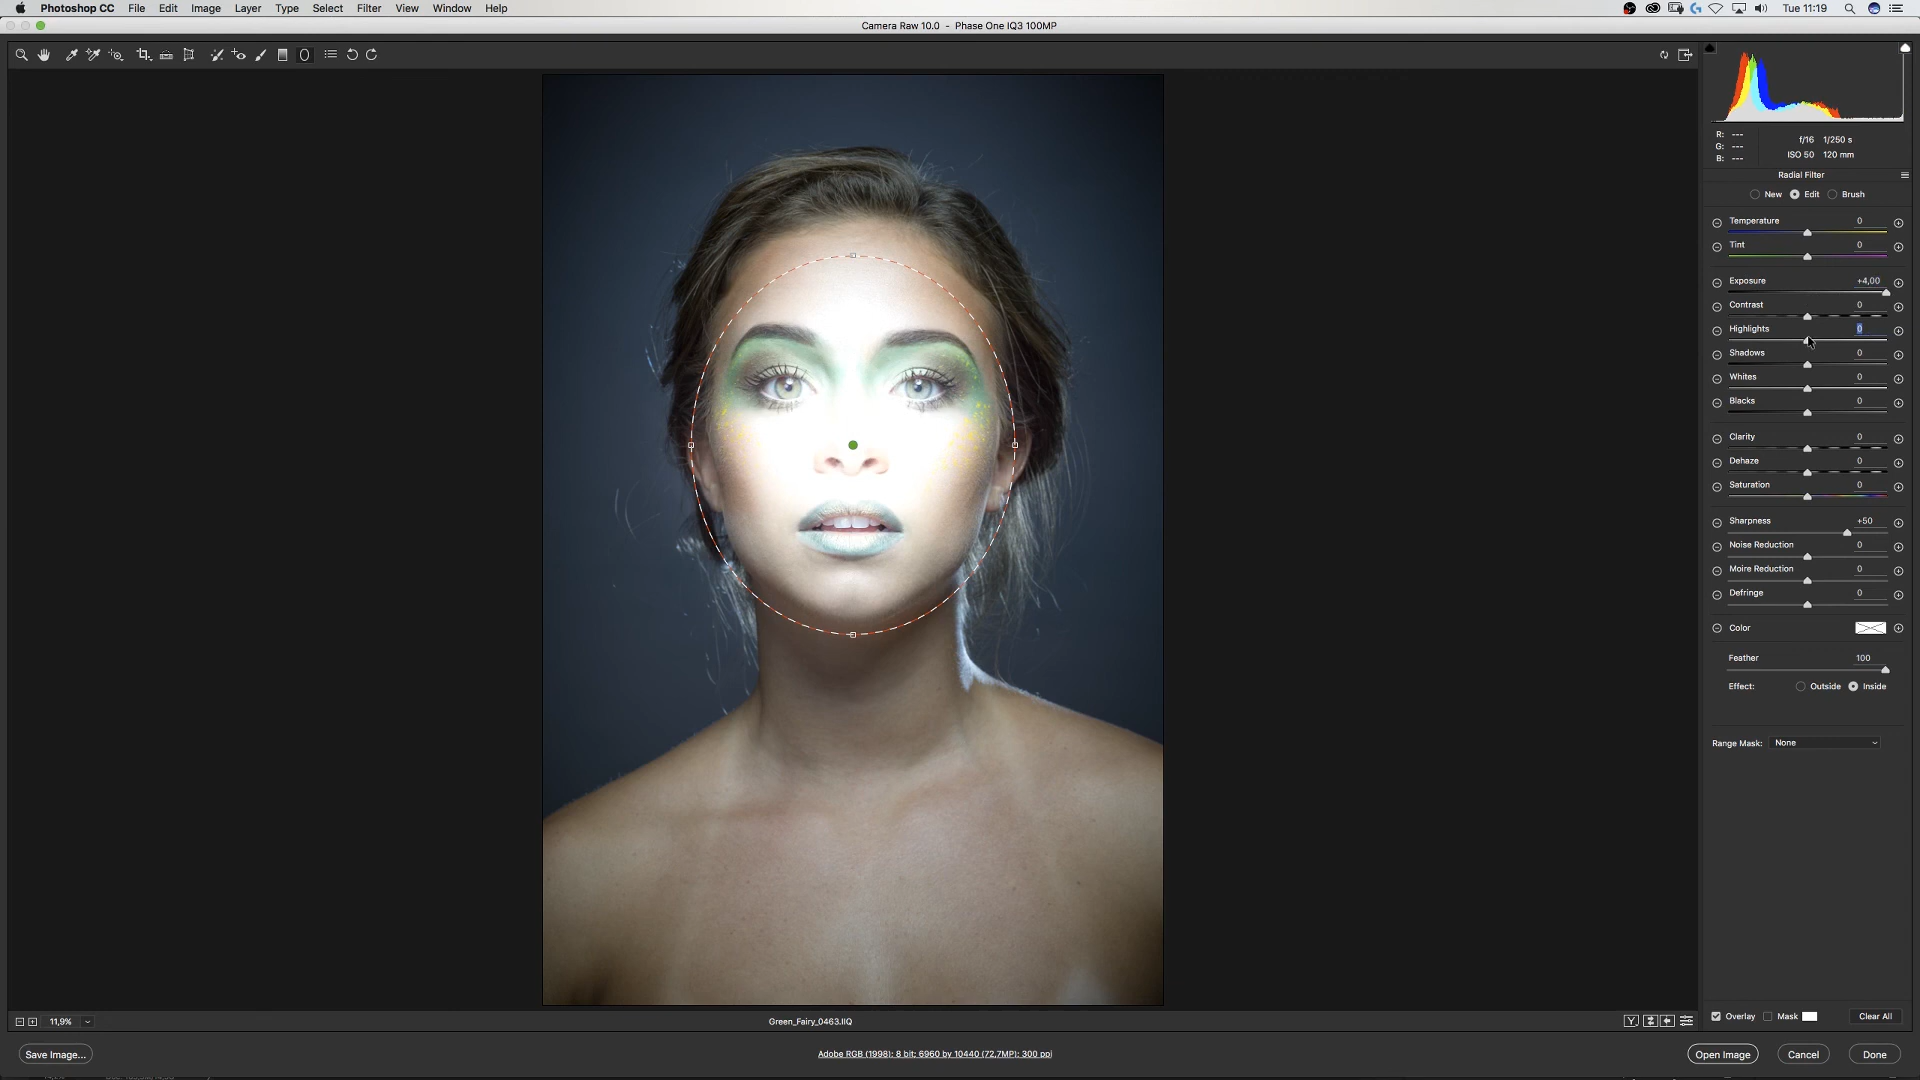 Photoshop CC File Edit Image Layer Type Select Filter View Window Help Tue 11:19
Camera Raw 10.0 - Phase One IQ3 100MP
R: --- f/16 1/250 s
G: ---
B: --- ISO 50 120 mm
Radial Filter
New Edit Brush
Temperature 0
Tint 0
Exposure +4,00
Contrast 0
Highlights 0
Shadows 0
Whites 0
Blacks 0
Clarity 0
Dehaze 0
Saturation 0
Sharpness +50
Noise Reduction 0
Moire Reduction 0
Defringe 0
Color
Feather 100
Effect: Outside Inside
Range Mask: None
Overlay Mask Clear All
11,9% Green_Fairy_0463.IIQ
Save Image... Adobe RGB (1998); 8 bit; 6960 by 10440 (72,7MP); 300 ppi Open Image Cancel Done